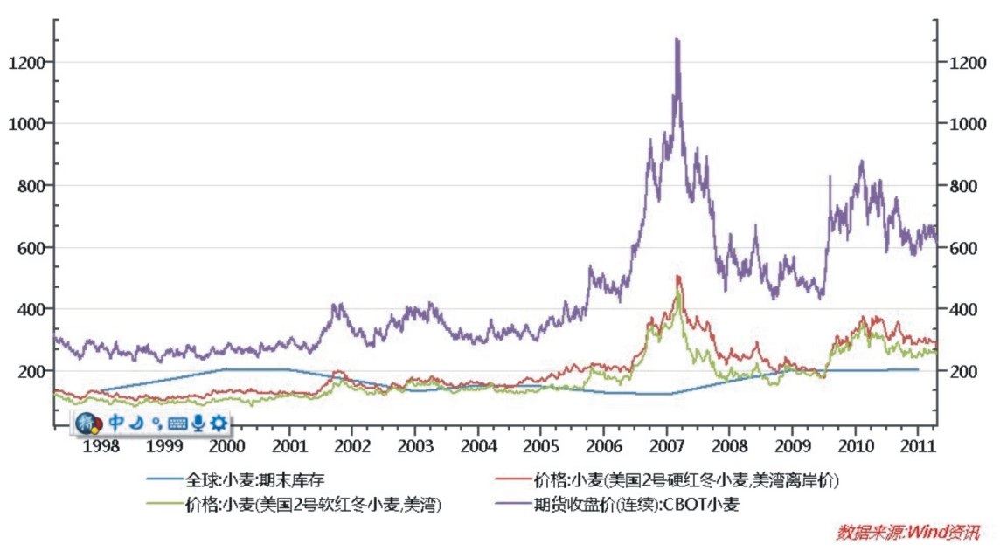 1200 1200
1000 1000
800 800
600 600
400 400
200 200
拼 中
1998 1999 2000 2001 2002 2003 2004 2005 2006 2007 2008 2009 2010 2011
全球:小麦:期末库存 价格:小麦(美国2号硬红冬小麦,美湾离岸价)
价格:小麦(美国2号软红冬小麦,美湾) 期货收盘价(连续):CBOT小麦
数据来源:Wind资讯